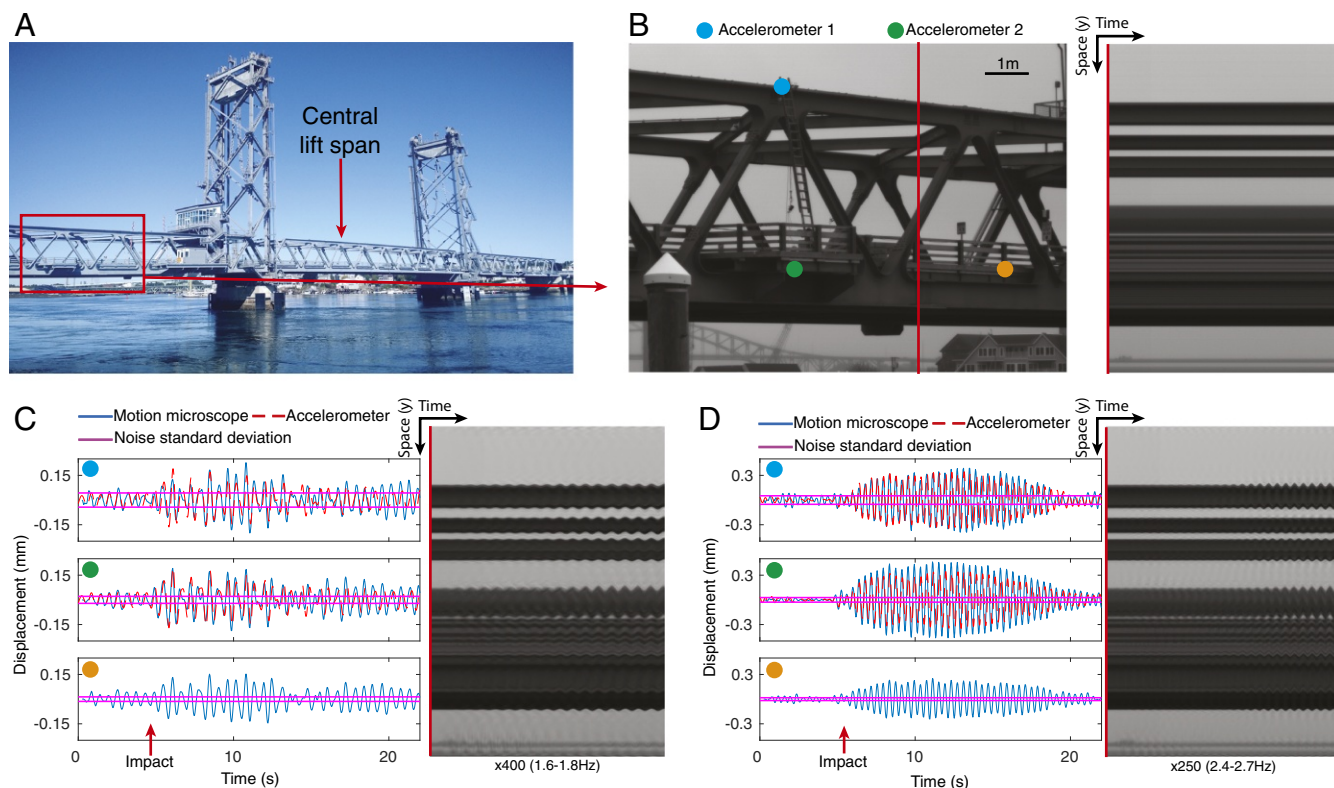 A
Central
lift span
B
Accelerometer 1
Accelerometer 2
1m
Time
Space (y)
C
Motion microscope
Accelerometer
Noise standard deviation
Time
Space (y)
0.15
-0.15
0.15
-0.15
0.15
-0.15
Displacement (mm)
0
10
20
Impact
Time (s)
x400 (1.6-1.8Hz)
D
Motion microscope
Accelerometer
Noise standard deviation
Time
Space (y)
0.3
-0.3
0.3
-0.3
0.3
-0.3
Displacement (mm)
0
10
20
Impact
Time (s)
x250 (2.4-2.7Hz)